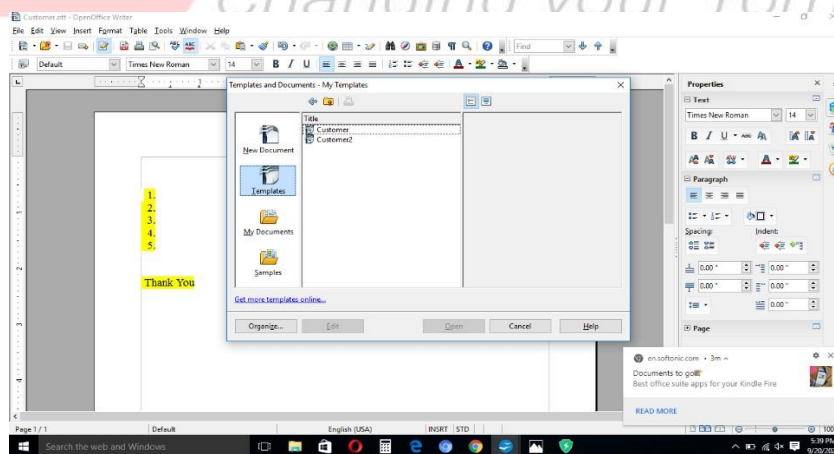 changing your Tom
Customer.ott - OpenOffice Writer
File Edit View Insert Format Table Tools Window Help
Find
Default Times New Roman 14 B I U
Templates and Documents - My Templates
Properties
Title
Customer
Customer2
New Document
Templates
My Documents
Samples
Get more templates online...
Organize... Edit Open Cancel Help
1.
2.
3.
4.
5.
Thank You
Text
Times New Roman 14
B I U
Paragraph
Spacing: Indent:
0.00 " 0.00 "
0.00 " 0.00 "
0.00 "
Page
en.softonic.com • 3m
Documents to go
Best office suite apps for your Kindle Fire
READ MORE
Page 1 / 1 Default English (USA) INSRT STD 100
Search the web and Windows
5:39 PM